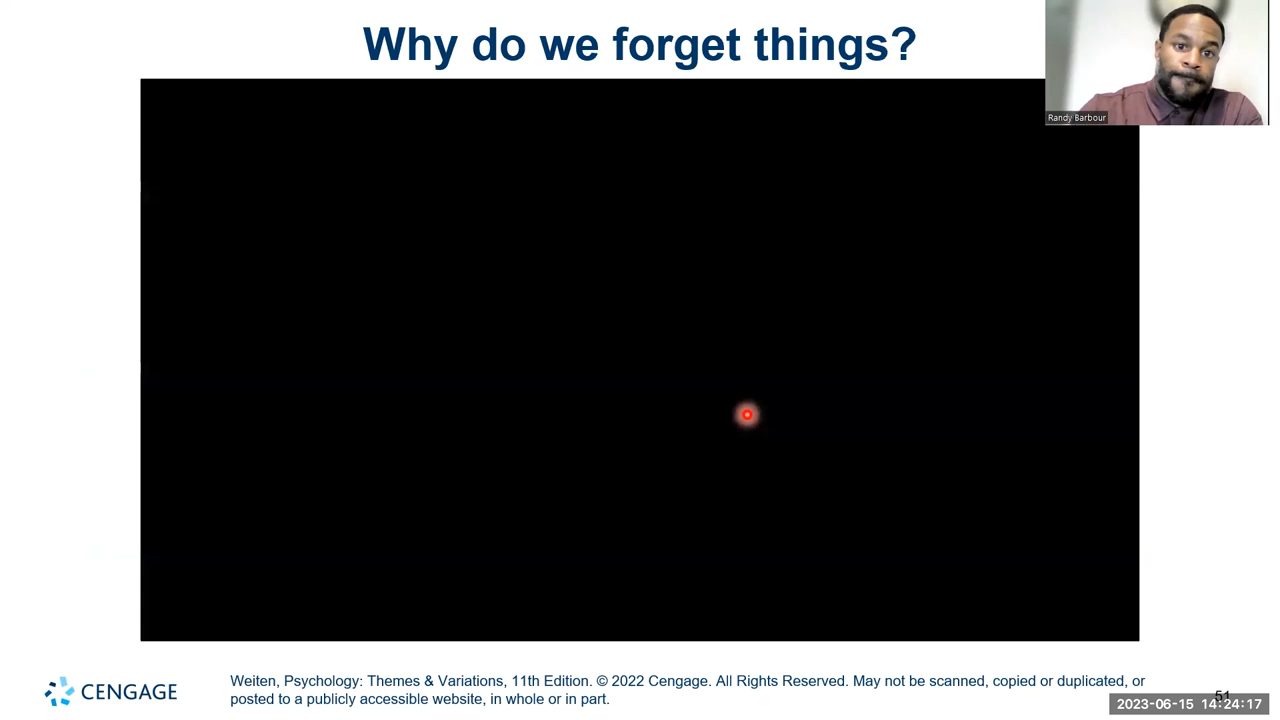 Why do we forget things?
Randy Barbour
CENGAGE
Weiten, Psychology: Themes & Variations, 11th Edition. © 2022 Cengage. All Rights Reserved. May not be scanned, copied or duplicated, or
posted to a publicly accessible website, in whole or in part.
51
2023-06-15 14:24:17